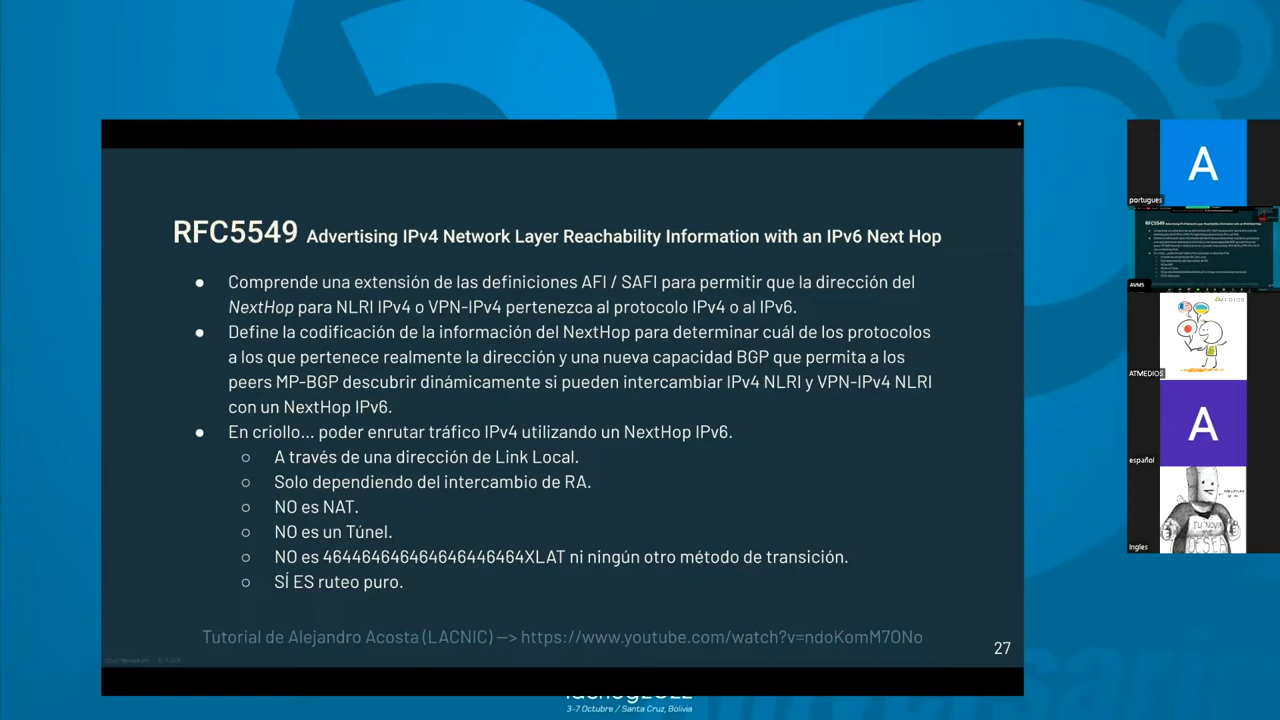 RFC5549 Advertising IPv4 Network Layer Reachability Information with an IPv6 Next Hop
● Comprende una extensión de las definiciones AFI / SAFI para permitir que la dirección del
NextHop para NLRI IPv4 o VPN-IPv4 pertenezca al protocolo IPv4 o al IPv6.
● Define la codificación de la información del NextHop para determinar cuál de los protocolos
a los que pertenece realmente la dirección y una nueva capacidad BGP que permita a los
peers MP-BGP descubrir dinámicamente si pueden intercambiar IPv4 NLRI y VPN-IPv4 NLRI
con un NextHop IPv6.
● En criollo... poder enrutar tráfico IPv4 utilizando un NextHop IPv6.
○ A través de una dirección de Link Local.
○ Solo dependiendo del intercambio de RA.
○ NO es NAT.
○ NO es un Túnel.
○ NO es 464464646464646446464XLAT ni ningún otro método de transición.
○ SÍ ES ruteo puro.
Tutorial de Alejandro Acosta (LACNIC) —> https://www.youtube.com/watch?v=ndoKomM7ONo
27
3-7 Octubre / Santa Cruz, Bolivia
A
portugues
AVMS
ATMEDIOS
A
español
TU NOVIA
DESEA
Ingles